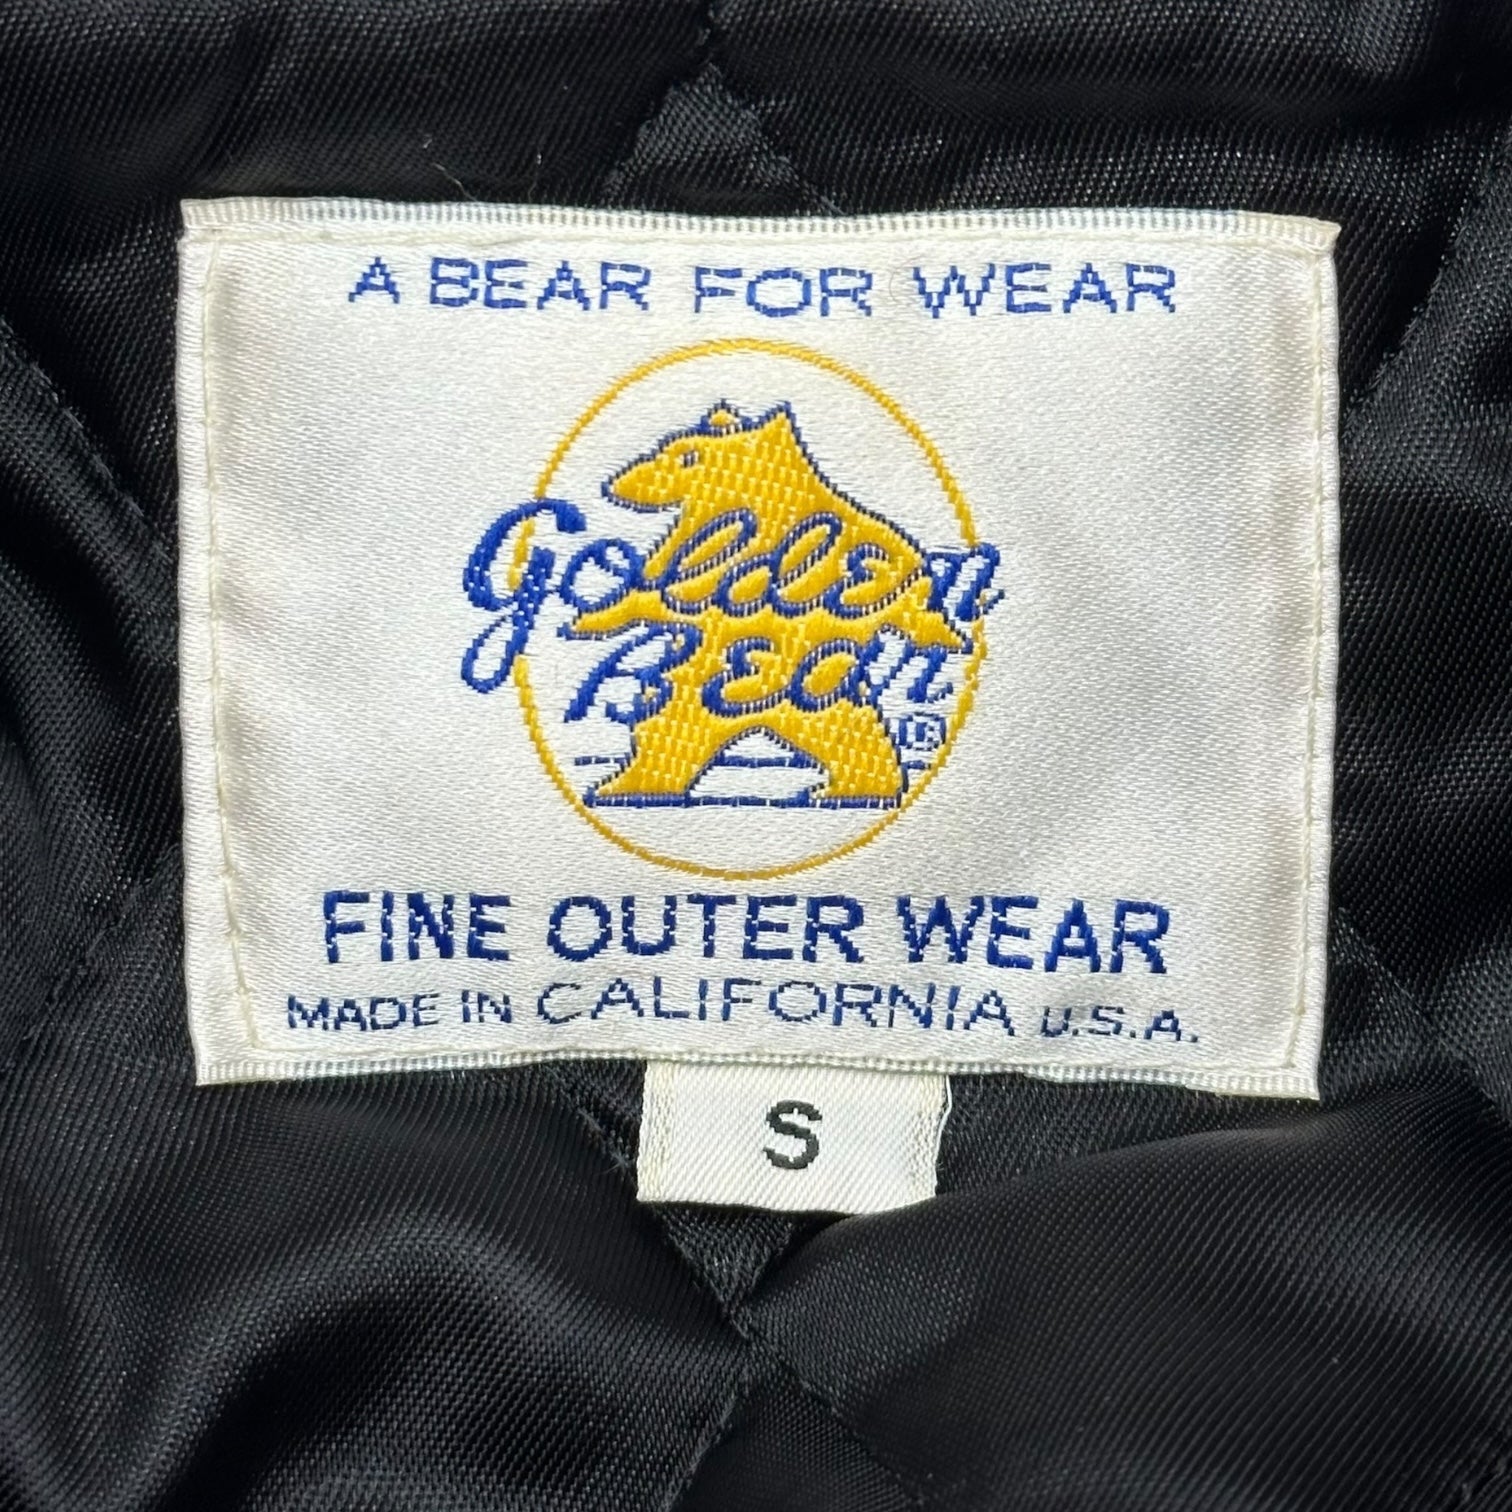 A BEAR FOR WEAR
Golden
Bear
®
FINE OUTER WEAR
MADE IN CALIFORNIA U.S.A.
S